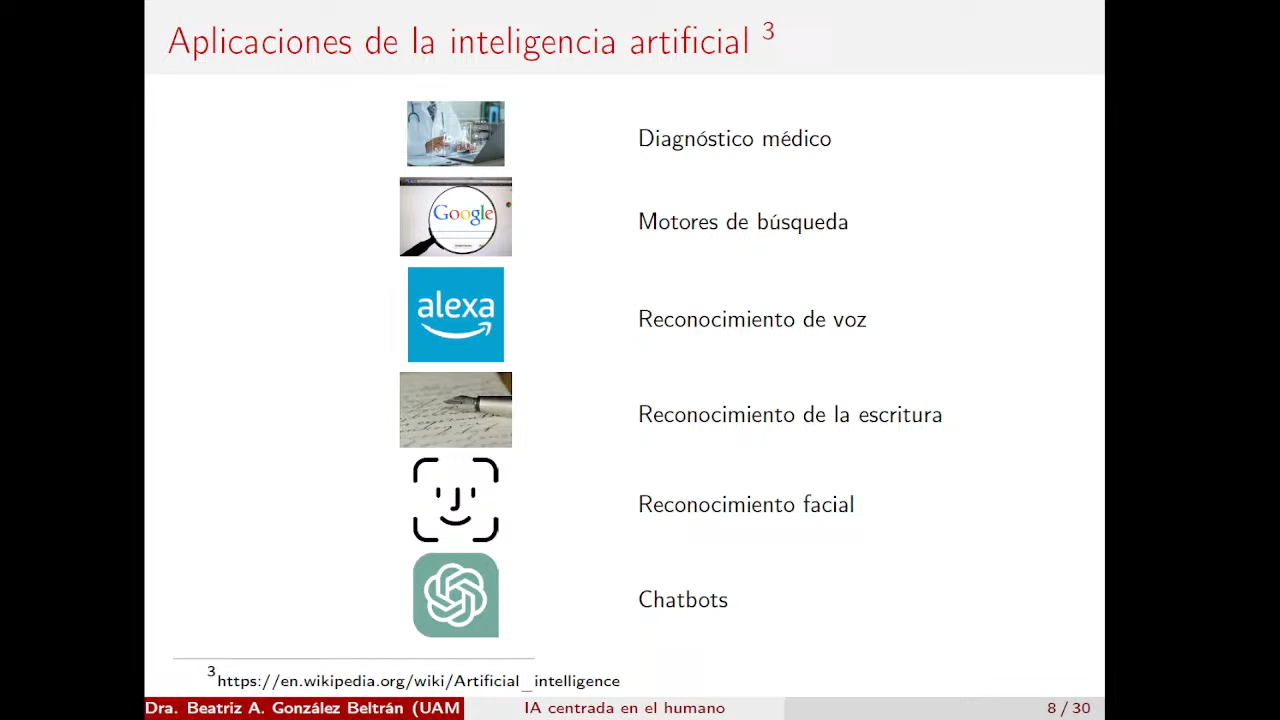 Aplicaciones de la inteligencia artificial 3
Diagnóstico médico
Google
Motores de búsqueda
alexa
Reconocimiento de voz
Reconocimiento de la escritura
Reconocimiento facial
Chatbots
3 https://en.wikipedia.org/wiki/Artificial_intelligence
Dra. Beatriz A. González Beltrán (UAM IA centrada en el humano 8 / 30